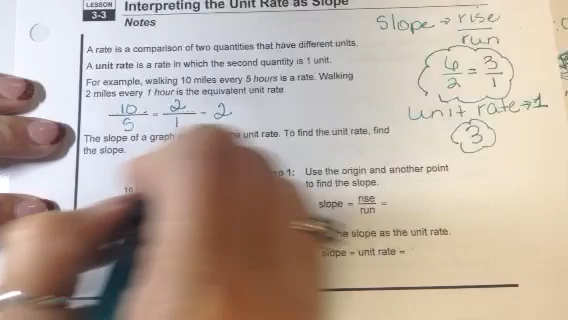 LESSON
3-3
Interpreting the Unit Rate as Slope
Notes
slope → rise
run
A rate is a comparison of two quantities that have different units.
A unit rate is a rate in which the second quantity is 1 unit.
For example, walking 10 miles every 5 hours is a rate. Walking
2 miles every 1 hour is the equivalent unit rate
6/2 = 3/1
10/5 = 2/1 = 2
unit rate → 1
3
The slope of a graph unit rate. To find the unit rate, find
the slope.
1: Use the origin and another point
to find the slope.
slope = rise/run =
the slope as the unit rate.
slope = unit rate =